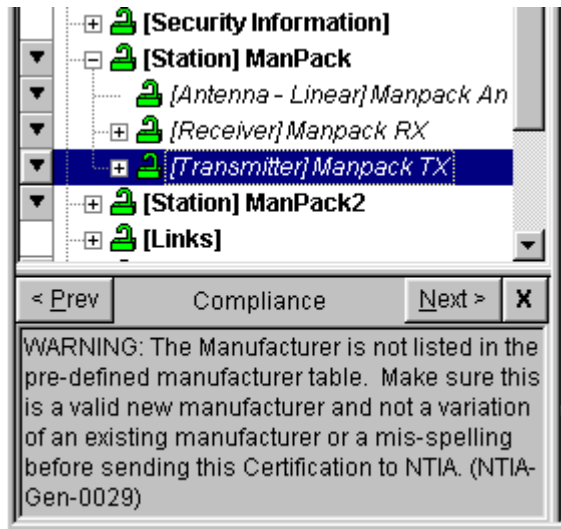 [Security Information]
[Station] ManPack
[Antenna - Linear] Manpack An
[Receiver] Manpack RX
[Transmitter] Manpack TX
[Station] ManPack2
[Links]
< Prev Compliance Next > X
WARNING: The Manufacturer is not listed in the
pre-defined manufacturer table.  Make sure this
is a valid new manufacturer and not a variation
of an existing manufacturer or a mis-spelling
before sending this Certification to NTIA. (NTIA-
Gen-0029)